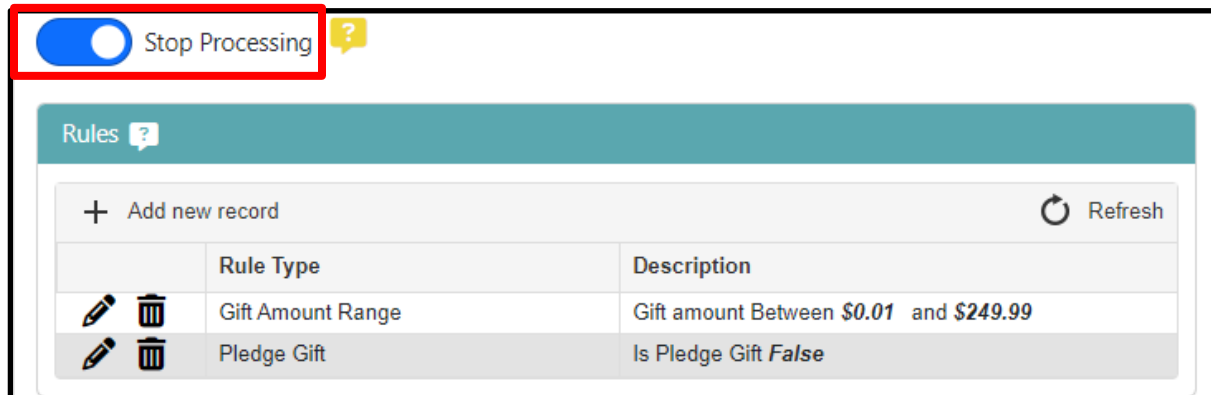 Stop Processing ?
Rules ?
+ Add new record Refresh
Rule Type Description
Gift Amount Range Gift amount Between $0.01 and $249.99
Pledge Gift Is Pledge Gift False